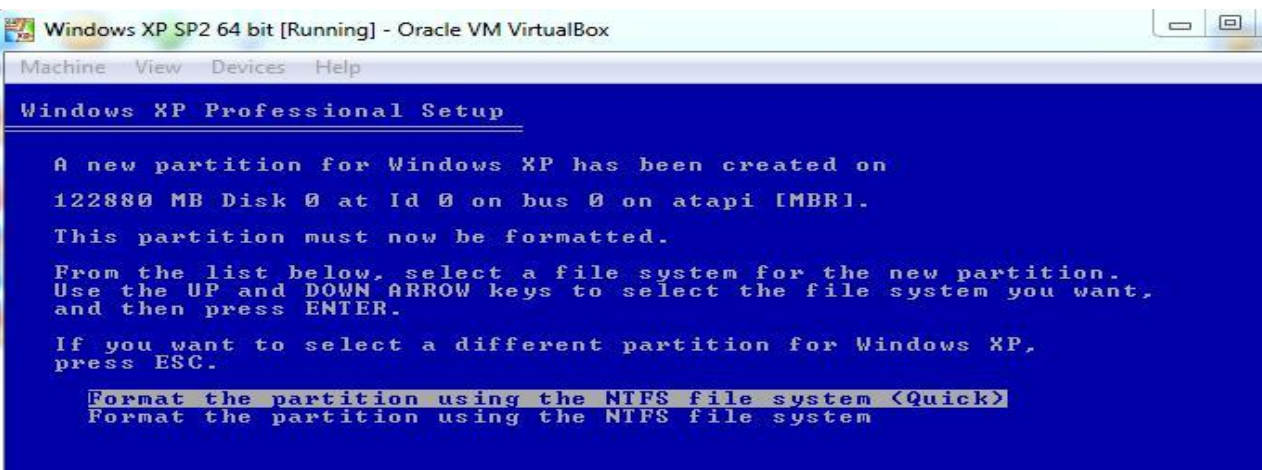 Windows XP SP2 64 bit [Running] - Oracle VM VirtualBox
Machine View Devices Help
Windows XP Professional Setup
A new partition for Windows XP has been created on
122880 MB Disk 0 at Id 0 on bus 0 on atapi [MBR].
This partition must now be formatted.
From the list below, select a file system for the new partition.
Use the UP and DOWN ARROW keys to select the file system you want,
and then press ENTER.
If you want to select a different partition for Windows XP,
press ESC.
Format the partition using the NTFS file system <Quick>
Format the partition using the NTFS file system